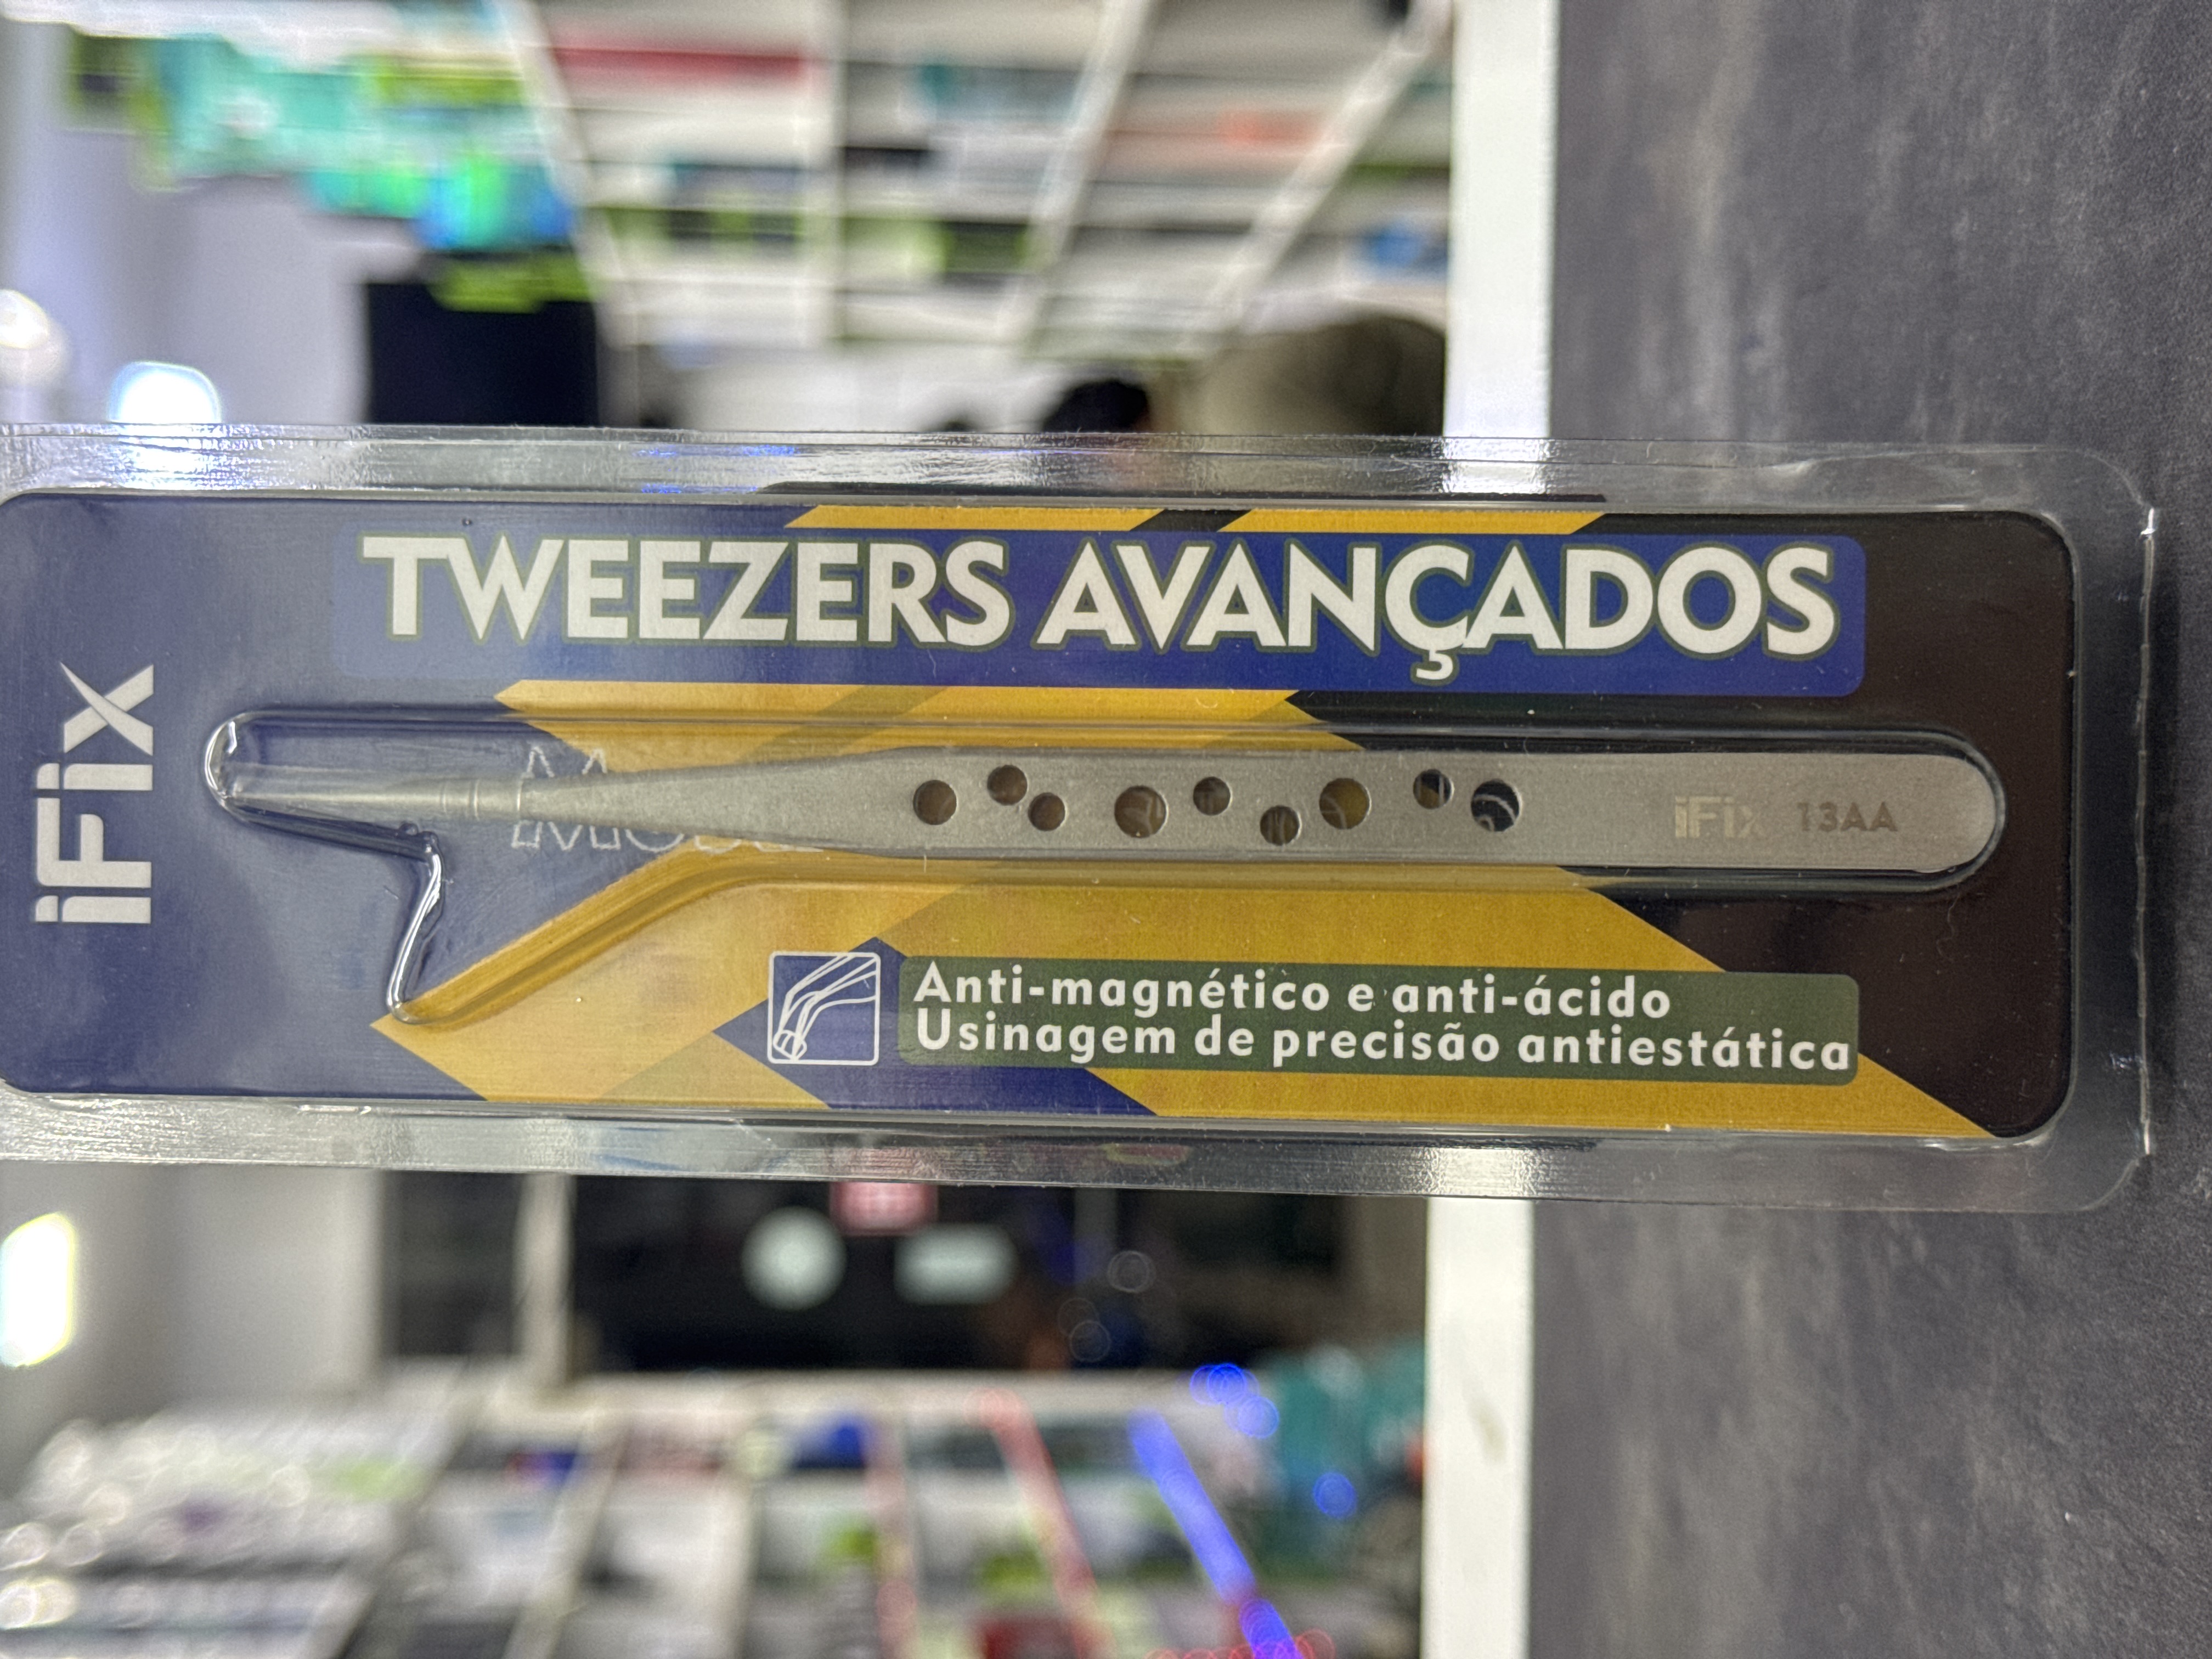 iFix
TWEEZERS AVANÇADOS
iFix 13AA
Anti-magnético e anti-ácido
Usinagem de precisão antiestática